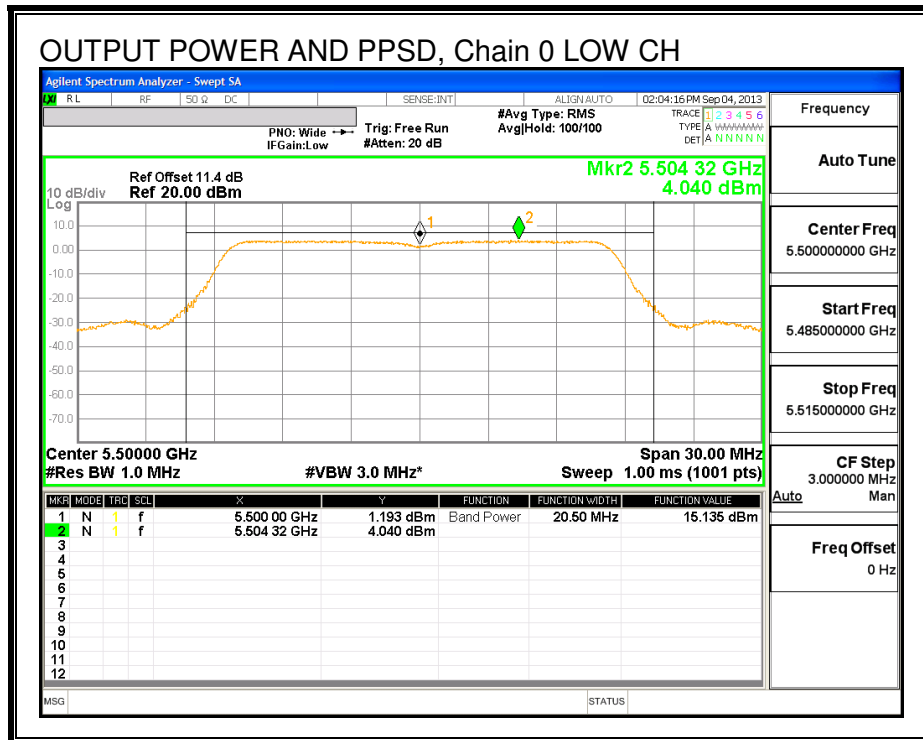 OUTPUT POWER AND PPSD, Chain 0 LOW CH
Agilent Spectrum Analyzer - Swept SA
LXI RL RF 50 Ω DC SENSE:INT ALIGN AUTO 02:04:16 PM Sep 04, 2013
PNO: Wide
IFGain:Low
Trig: Free Run
#Atten: 20 dB
#Avg Type: RMS
Avg|Hold: 100/100
TRACE 1 2 3 4 5 6
TYPE A WWWWW
DET A N N N N N
Mkr2 5.504 32 GHz
4.040 dBm
Ref Offset 11.4 dB
10 dB/div Ref 20.00 dBm
Log
10.0
0.00
-10.0
-20.0
-30.0
-40.0
-50.0
-60.0
-70.0
1
2
Center 5.50000 GHz Span 30.00 MHz
#Res BW 1.0 MHz #VBW 3.0 MHz* Sweep 1.00 ms (1001 pts)
MKR MODE TRC SCL X Y FUNCTION FUNCTION WIDTH FUNCTION VALUE
1 N 1 f 5.500 00 GHz 1.193 dBm Band Power 20.50 MHz 15.135 dBm
2 N 1 f 5.504 32 GHz 4.040 dBm
3
4
5
6
7
8
9
10
11
12
MSG STATUS
Frequency
Auto Tune
Center Freq
5.500000000 GHz
Start Freq
5.485000000 GHz
Stop Freq
5.515000000 GHz
CF Step
3.000000 MHz
Auto Man
Freq Offset
0 Hz